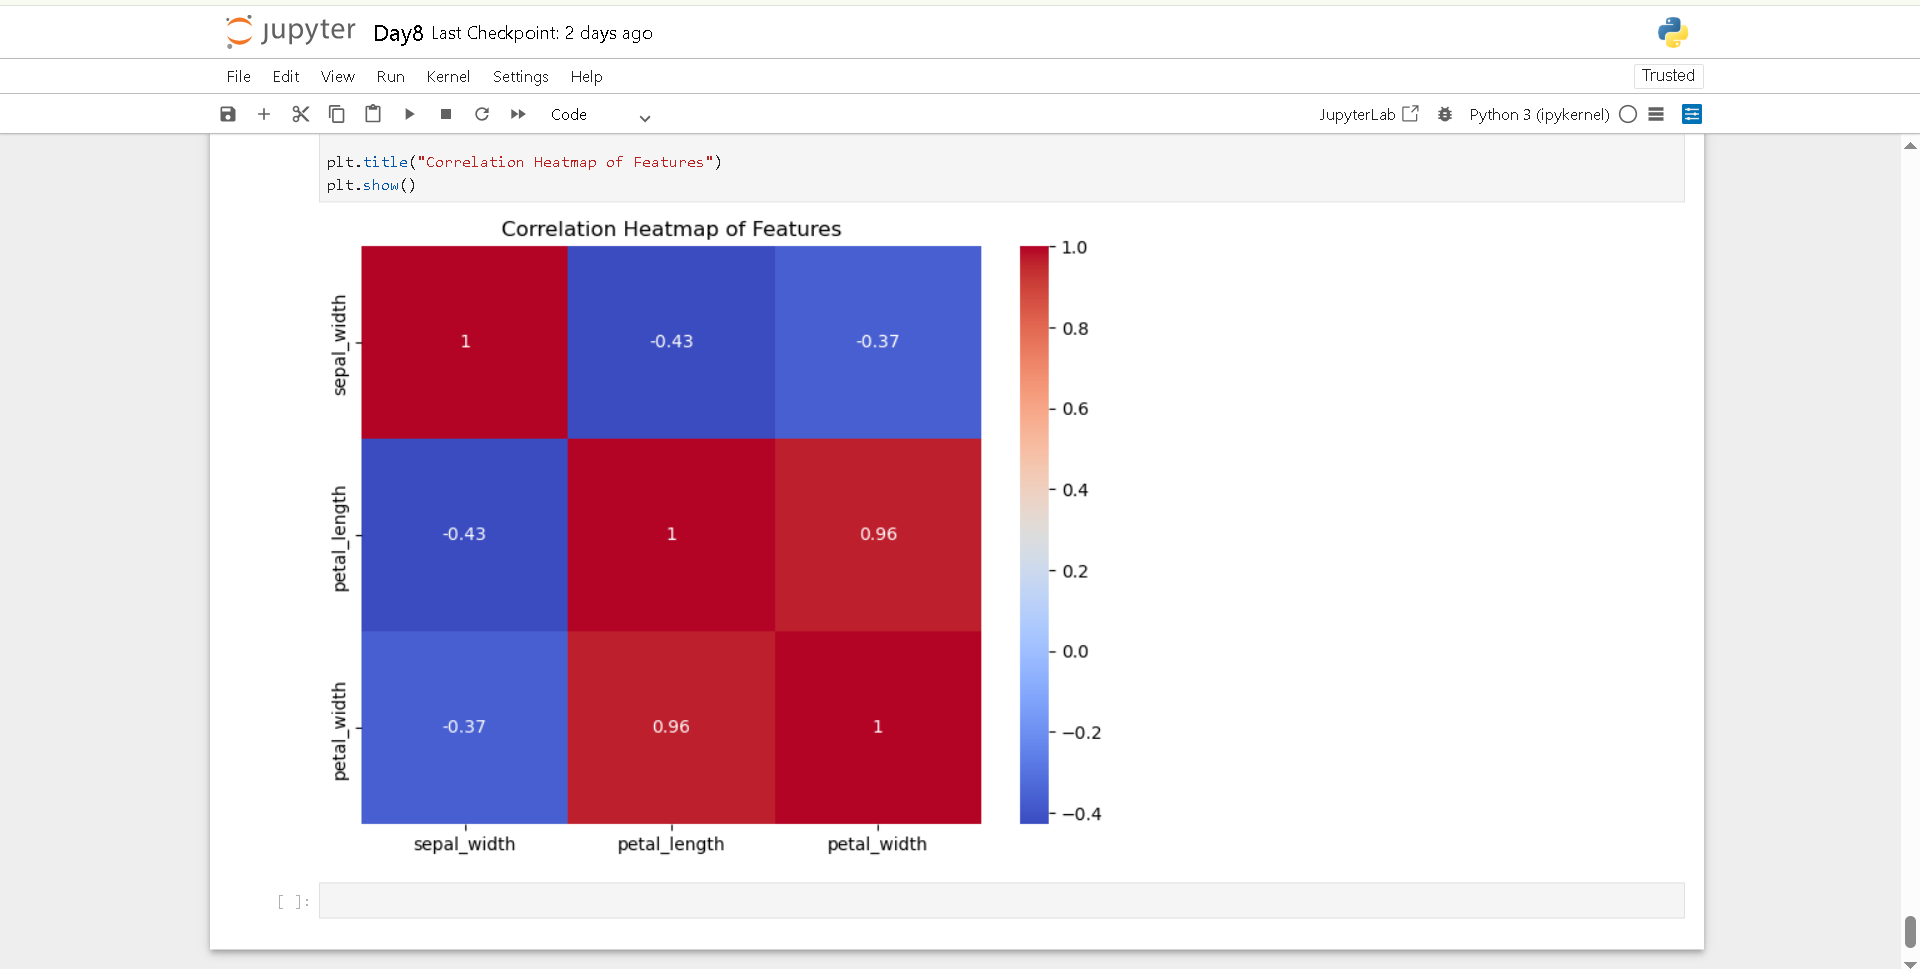 jupyter Day8 Last Checkpoint: 2 days ago
File Edit View Run Kernel Settings Help Trusted
Code JupyterLab Python 3 (ipykernel)
plt.title("Correlation Heatmap of Features")
plt.show()
Correlation Heatmap of Features
sepal_width 1 -0.43 -0.37
petal_length -0.43 1 0.96
petal_width -0.37 0.96 1
sepal_width petal_length petal_width
1.0
0.8
0.6
0.4
0.2
0.0
−0.2
−0.4
[ ]: